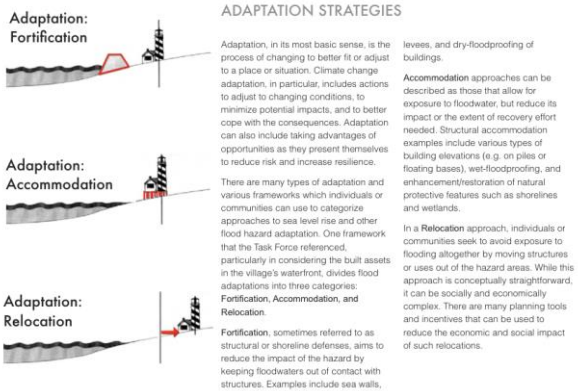 Adaptation:
Fortification
Adaptation:
Accommodation
Adaptation:
Relocation
ADAPTATION STRATEGIES
Adaptation, in its most basic sense, is the
process of changing to better fit or adjust
to a place or situation. Climate change
adaptation, in particular, includes actions
to adjust to changing conditions, to
minimize potential impacts, and to better
cope with the consequences. Adaptation
can also include taking advantages of
opportunities as they present themselves
to reduce risk and increase resilience.
There are many types of adaptation and
various frameworks which individuals or
communities can use to categorize
approaches to sea level rise and other
flood hazard adaptation. One framework
that the Task Force referenced,
particularly in considering the built assets
in the village's waterfront, divides flood
adaptations into three categories:
Fortification, Accommodation, and
Relocation.
Fortification, sometimes referred to as
structural or shoreline defenses, aims to
reduce the impact of the hazard by
keeping floodwaters out of contact with
structures. Examples include sea walls,
levees, and dry-floodproofing of
buildings.
Accommodation approaches can be
described as those that allow for
exposure to floodwater, but reduce its
impact or the extent of recovery effort
needed. Structural accommodation
examples include various types of
building elevations (e.g. on piles or
floating bases), wet-floodproofing, and
enhancement/restoration of natural
protective features such as shorelines
and wetlands.
In a Relocation approach, individuals or
communities seek to avoid exposure to
flooding altogether by moving structures
or uses out of the hazard areas. While this
approach is conceptually straightforward,
it can be socially and economically
complex. There are many planning tools
and incentives that can be used to
reduce the economic and social impact
of such relocations.